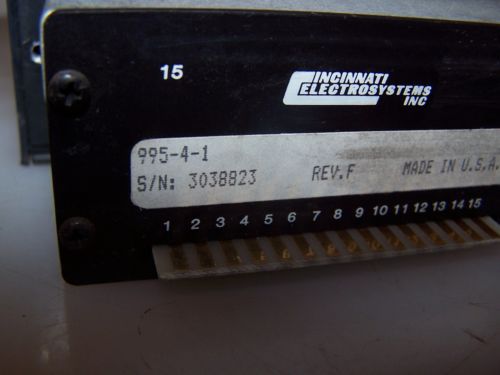 15
CINCINNATI
ELECTROSYSTEMS
INC
995-4-1
S/N: 3038823 REV.F MADE IN U.S.A.
1 2 3 4 5 6 7 8 9 10 11 12 13 14 15